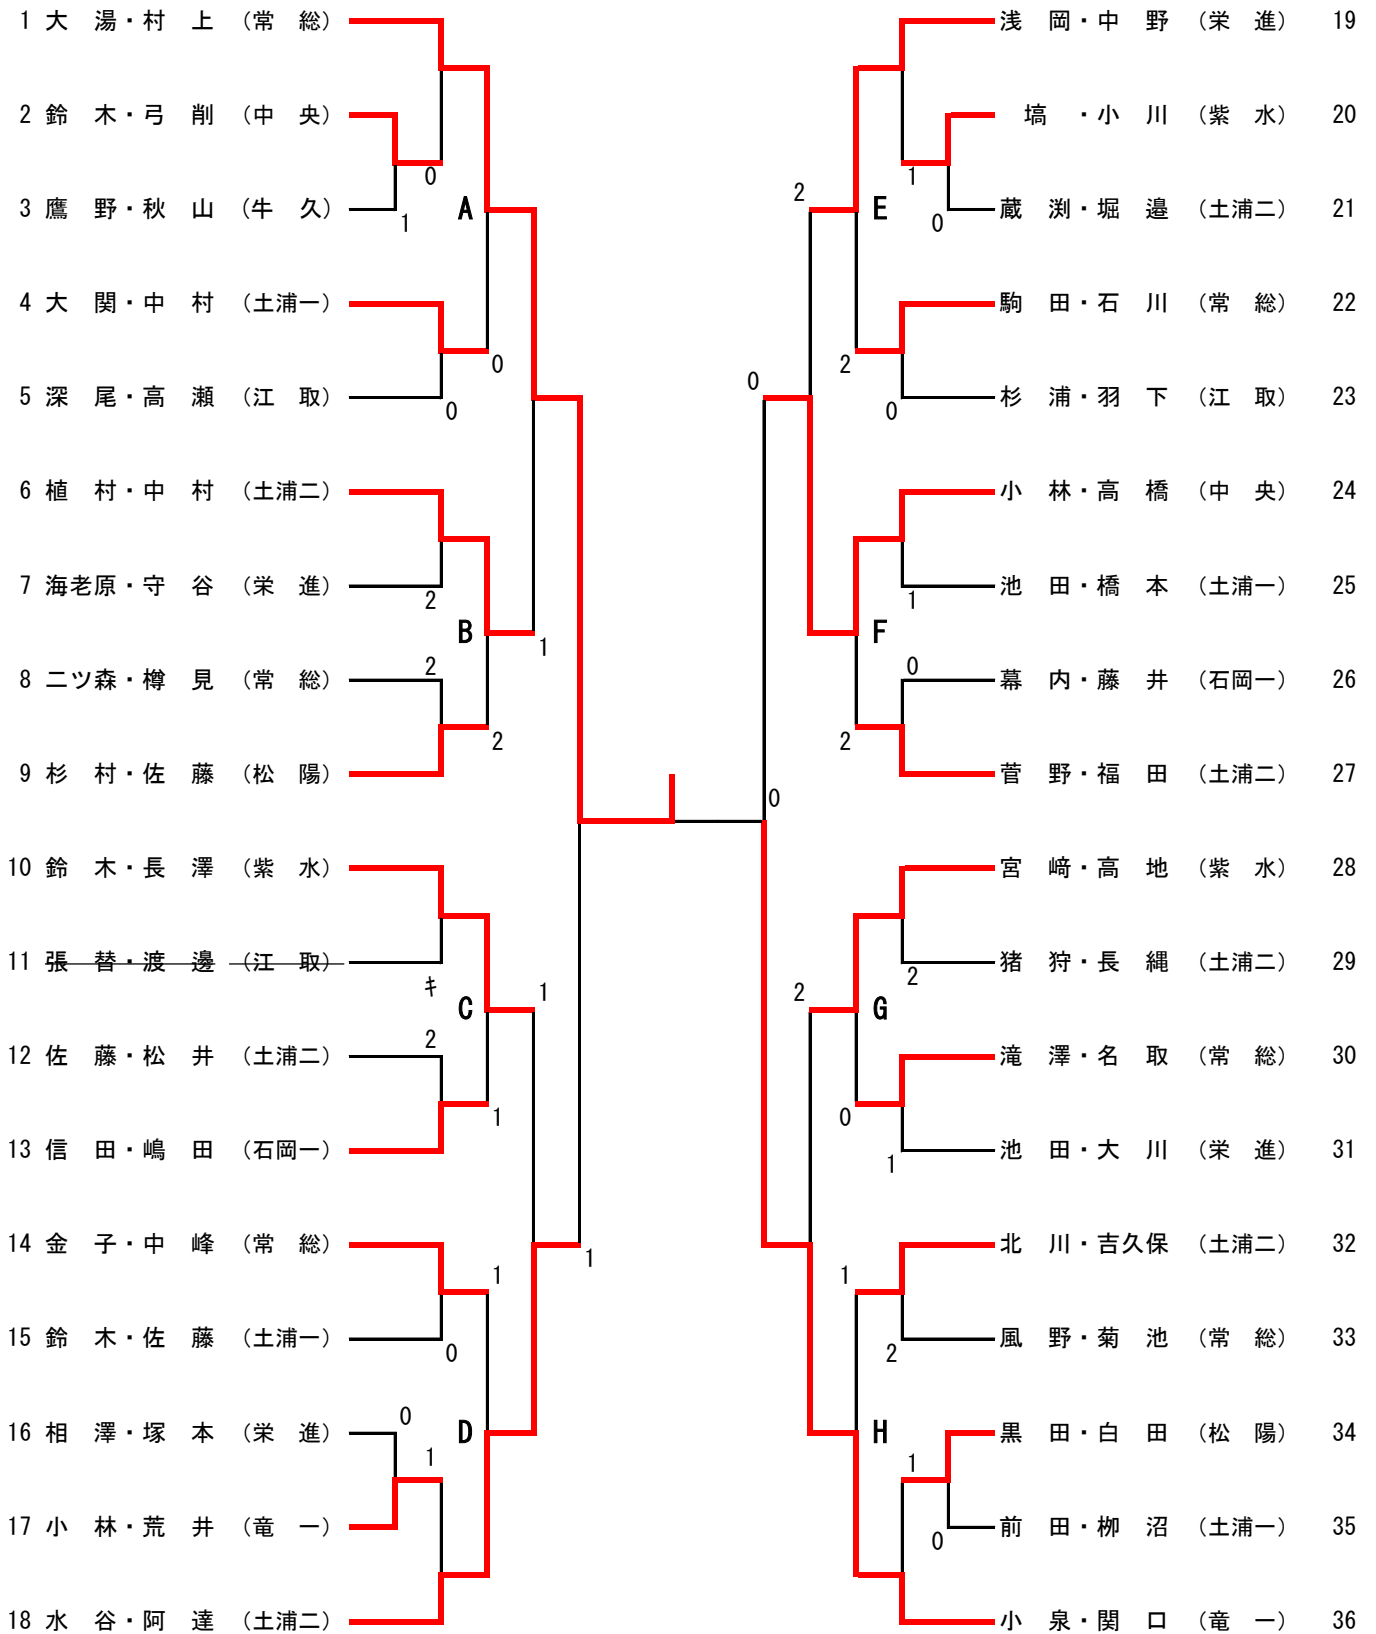 1 大　湯・村　上 （常　総）
2 鈴　木・弓　削 （中　央）
0
3 鷹　野・秋　山 （牛　久）
1
A
4 大　関・中　村 （土浦一）
0
5 深　尾・高　瀬 （江　取）
0
6 植　村・中　村 （土浦二）
7 海老原・守　谷 （栄　進）
2
B
1
8 二ツ森・樽　見 （常　総）
2
2
9 杉　村・佐　藤 （松　陽）
10 鈴　木・長　澤 （紫　水）
11 張　替・渡　邊 （江　取）
キ
C
1
12 佐　藤・松　井 （土浦二）
2
1
13 信　田・嶋　田 （石岡一）
14 金　子・中　峰 （常　総）
1
1
15 鈴　木・佐　藤 （土浦一）
0
16 相　澤・塚　本 （栄　進）
0
D
1
17 小　林・荒　井 （竜　一）
18 水　谷・阿　達 （土浦二）
浅　岡・中　野 （栄　進） 19
塙　・小　川 （紫　水） 20
1
2
E
蔵　渕・堀　邉 （土浦二） 21
0
駒　田・石　川 （常　総） 22
2
0
杉　浦・羽　下 （江　取） 23
0
小　林・高　橋 （中　央） 24
池　田・橋　本 （土浦一） 25
1
F
0
幕　内・藤　井 （石岡一） 26
2
菅　野・福　田 （土浦二） 27
0
宮　﨑・高　地 （紫　水） 28
猪　狩・長　縄 （土浦二） 29
2
2
G
滝　澤・名　取 （常　総） 30
0
池　田・大　川 （栄　進） 31
1
北　川・吉久保 （土浦二） 32
1
風　野・菊　池 （常　総） 33
2
H
黒　田・白　田 （松　陽） 34
1
前　田・栁　沼 （土浦一） 35
0
小　泉・関　口 （竜　一） 36